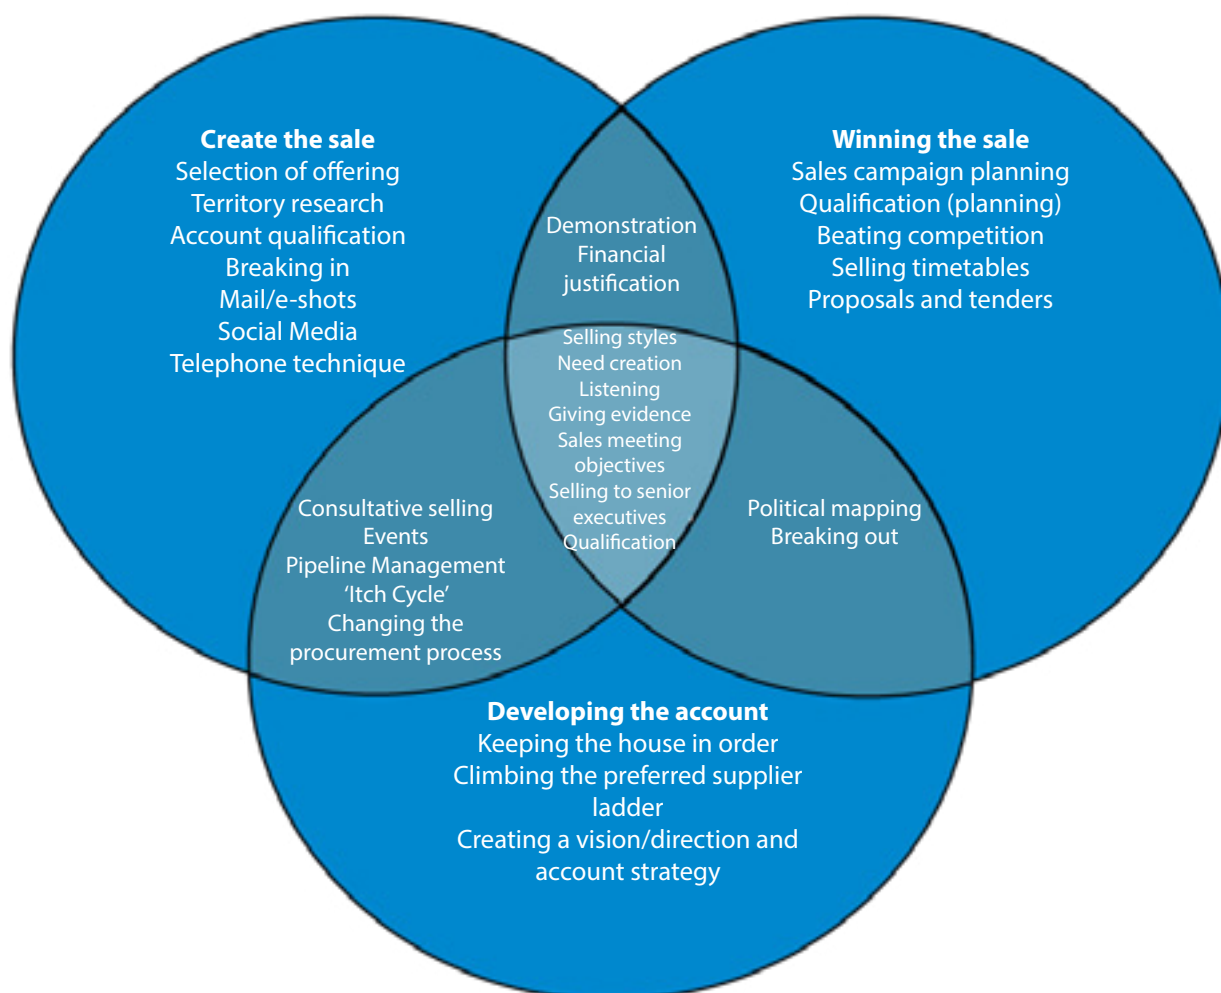 Create the sale
Selection of offering
Territory research
Account qualification
Breaking in
Mail/e-shots
Social Media
Telephone technique
Winning the sale
Sales campaign planning
Qualification (planning)
Beating competition
Selling timetables
Proposals and tenders
Demonstration
Financial
justification
Selling styles
Need creation
Listening
Giving evidence
Sales meeting
objectives
Selling to senior
executives
Qualification
Consultative selling
Events
Pipeline Management
‘Itch Cycle’
Changing the
procurement process
Political mapping
Breaking out
Developing the account
Keeping the house in order
Climbing the preferred supplier
ladder
Creating a vision/direction and
account strategy